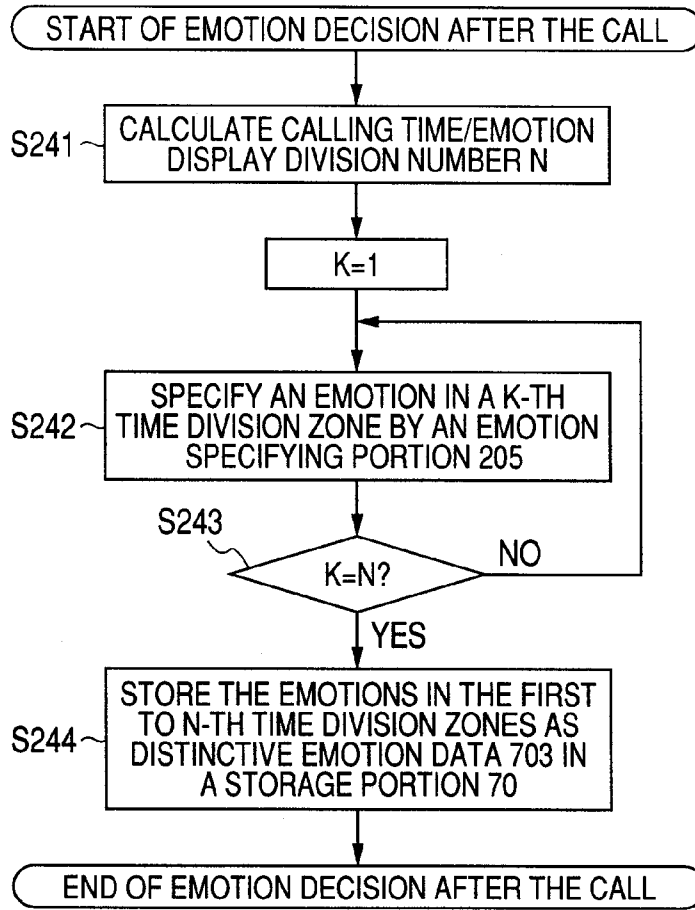 START OF EMOTION DECISION AFTER THE CALL
S241
CALCULATE CALLING TIME/EMOTION
DISPLAY DIVISION NUMBER N
K=1
S242
SPECIFY AN EMOTION IN A K-TH
TIME DIVISION ZONE BY AN EMOTION
SPECIFYING PORTION 205
S243
K=N?
NO
YES
S244
STORE THE EMOTIONS IN THE FIRST
TO N-TH TIME DIVISION ZONES AS
DISTINCTIVE EMOTION DATA 703 IN
A STORAGE PORTION 70
END OF EMOTION DECISION AFTER THE CALL